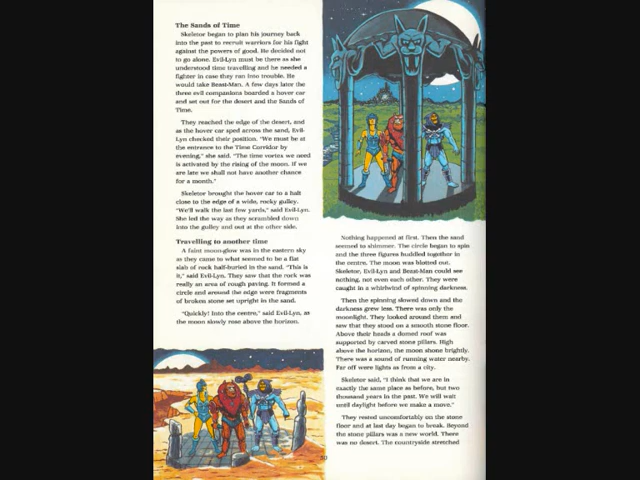 The Sands of Time
Skeletor began to plan his journey back
into the past to recruit warriors for his fight
against the powers of good. He decided not
to go alone. Evil-Lyn must be there as she
understood time travelling and he needed a
fighter in case they ran into trouble. He
would take Beast-Man. A few days later the
three evil companions boarded a hover car
and set out for the desert and the Sands of
Time.
They reached the edge of the desert, and
as the hover car sped across the sand, Evil-
Lyn checked their position. "We must be at
the entrance to the Time Corridor by
evening," she said. "The time vortex we need
is activated by the rising of the moon. If we
are late we shall not have another chance
for a month."
Skeletor brought the hover car to a halt
close to the edge of a wide, rocky gulley.
"We'll walk the last few yards," said Evil-Lyn.
She led the way as they scrambled down
into the gulley and out at the other side.
Travelling to another time
A faint moon-glow was in the eastern sky
as they came to what seemed to be a flat
slab of rock half-buried in the sand. "This is
it," said Evil-Lyn. They saw that the rock was
really an area of rough paving. It formed a
circle and around the edge were fragments
of broken stone set upright in the sand.
"Quickly! Into the centre," said Evil-Lyn, as
the moon slowly rose above the horizon.
Nothing happened at first. Then the sand
seemed to shimmer. The circle began to spin
and the three figures huddled together in
the centre. The moon was blotted out.
Skeletor, Evil-Lyn and Beast-Man could see
nothing, not even each other. They were
caught in a whirlwind of spinning darkness.
Then the spinning slowed down and the
darkness grew less. There was only the
moonlight. They looked around them and
saw that they stood on a smooth stone floor.
Above their heads a domed roof was
supported by carved stone pillars. High
above the horizon, the moon shone brightly.
There was a sound of running water nearby.
Far off were lights as from a city.
Skeletor said, "I think that we are in
exactly the same place as before, but two
thousand years in the past. We will wait
until daylight before we make a move."
They rested uncomfortably on the stone
floor and at last day began to break. Beyond
the stone pillars was a new world. There
was no desert. The countryside stretched